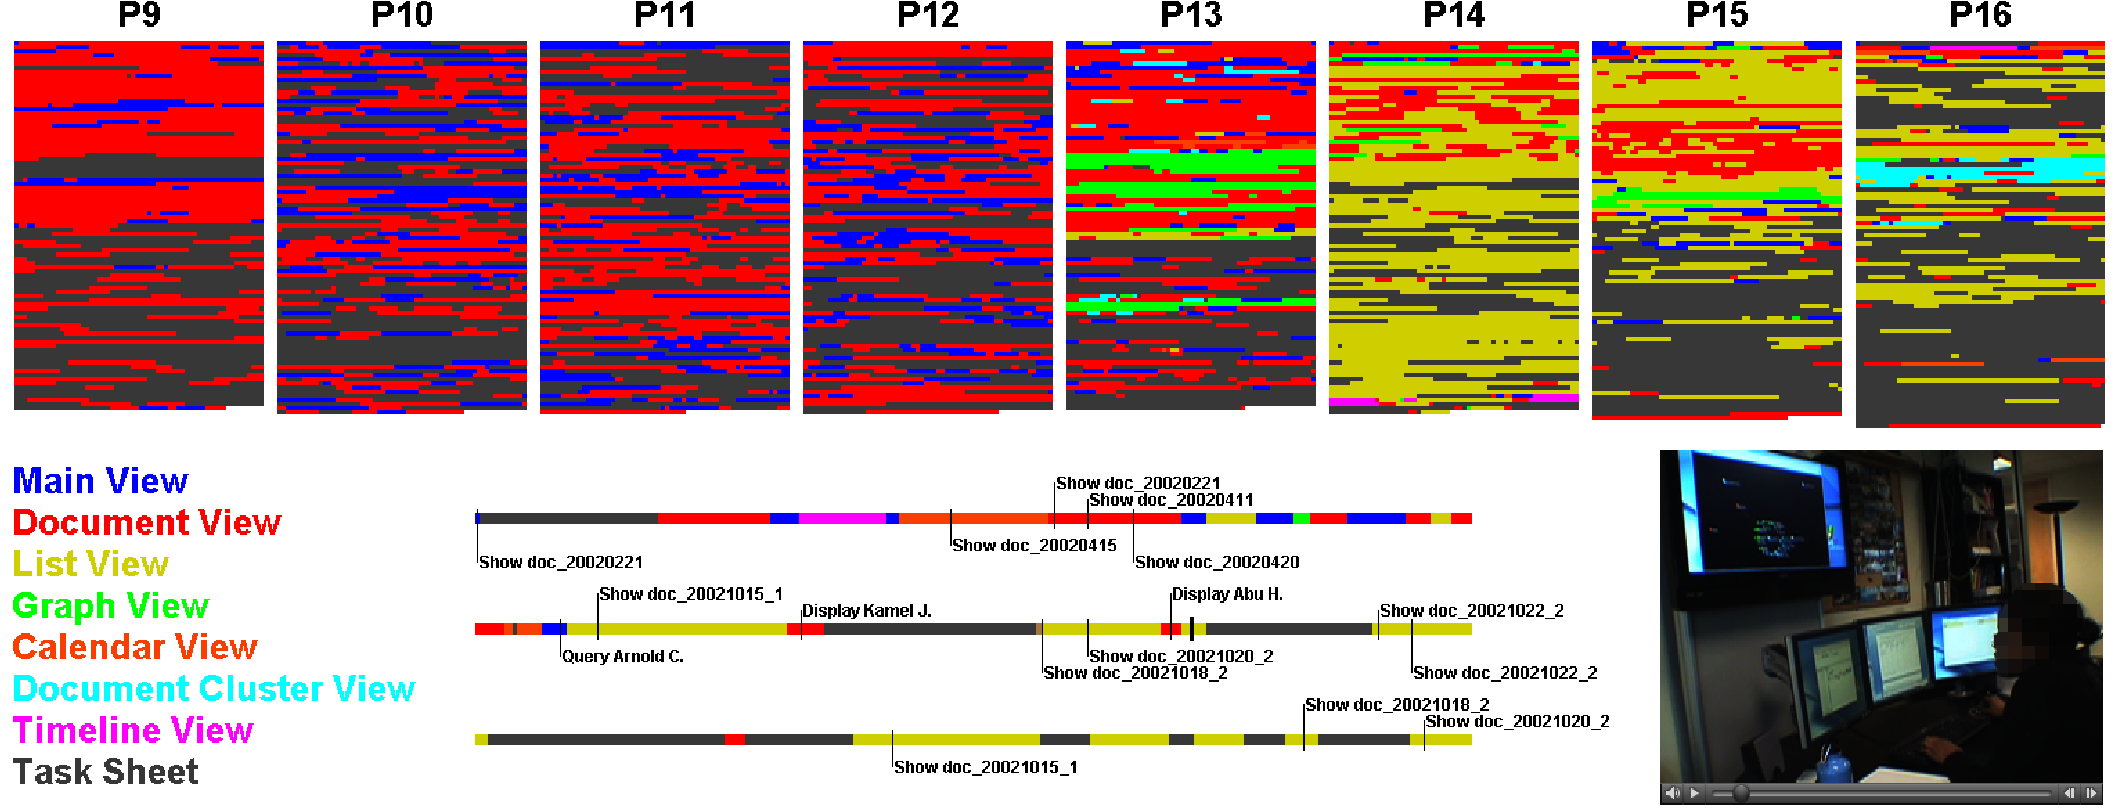 P9 P10 P11 P12 P13 P14 P15 P16
Main View
Document View
List View
Graph View
Calendar View
Document Cluster View
Timeline View
Task Sheet
Show doc_20020221
Show doc_20020411
Show doc_20020415
Show doc_20020221
Show doc_20020420
Show doc_20021015_1
Display Kamel J.
Display Abu H.
Show doc_20021022_2
Query Arnold C.
Show doc_20021020_2
Show doc_20021018_2
Show doc_20021022_2
Show doc_20021018_2
Show doc_20021020_2
Show doc_20021015_1